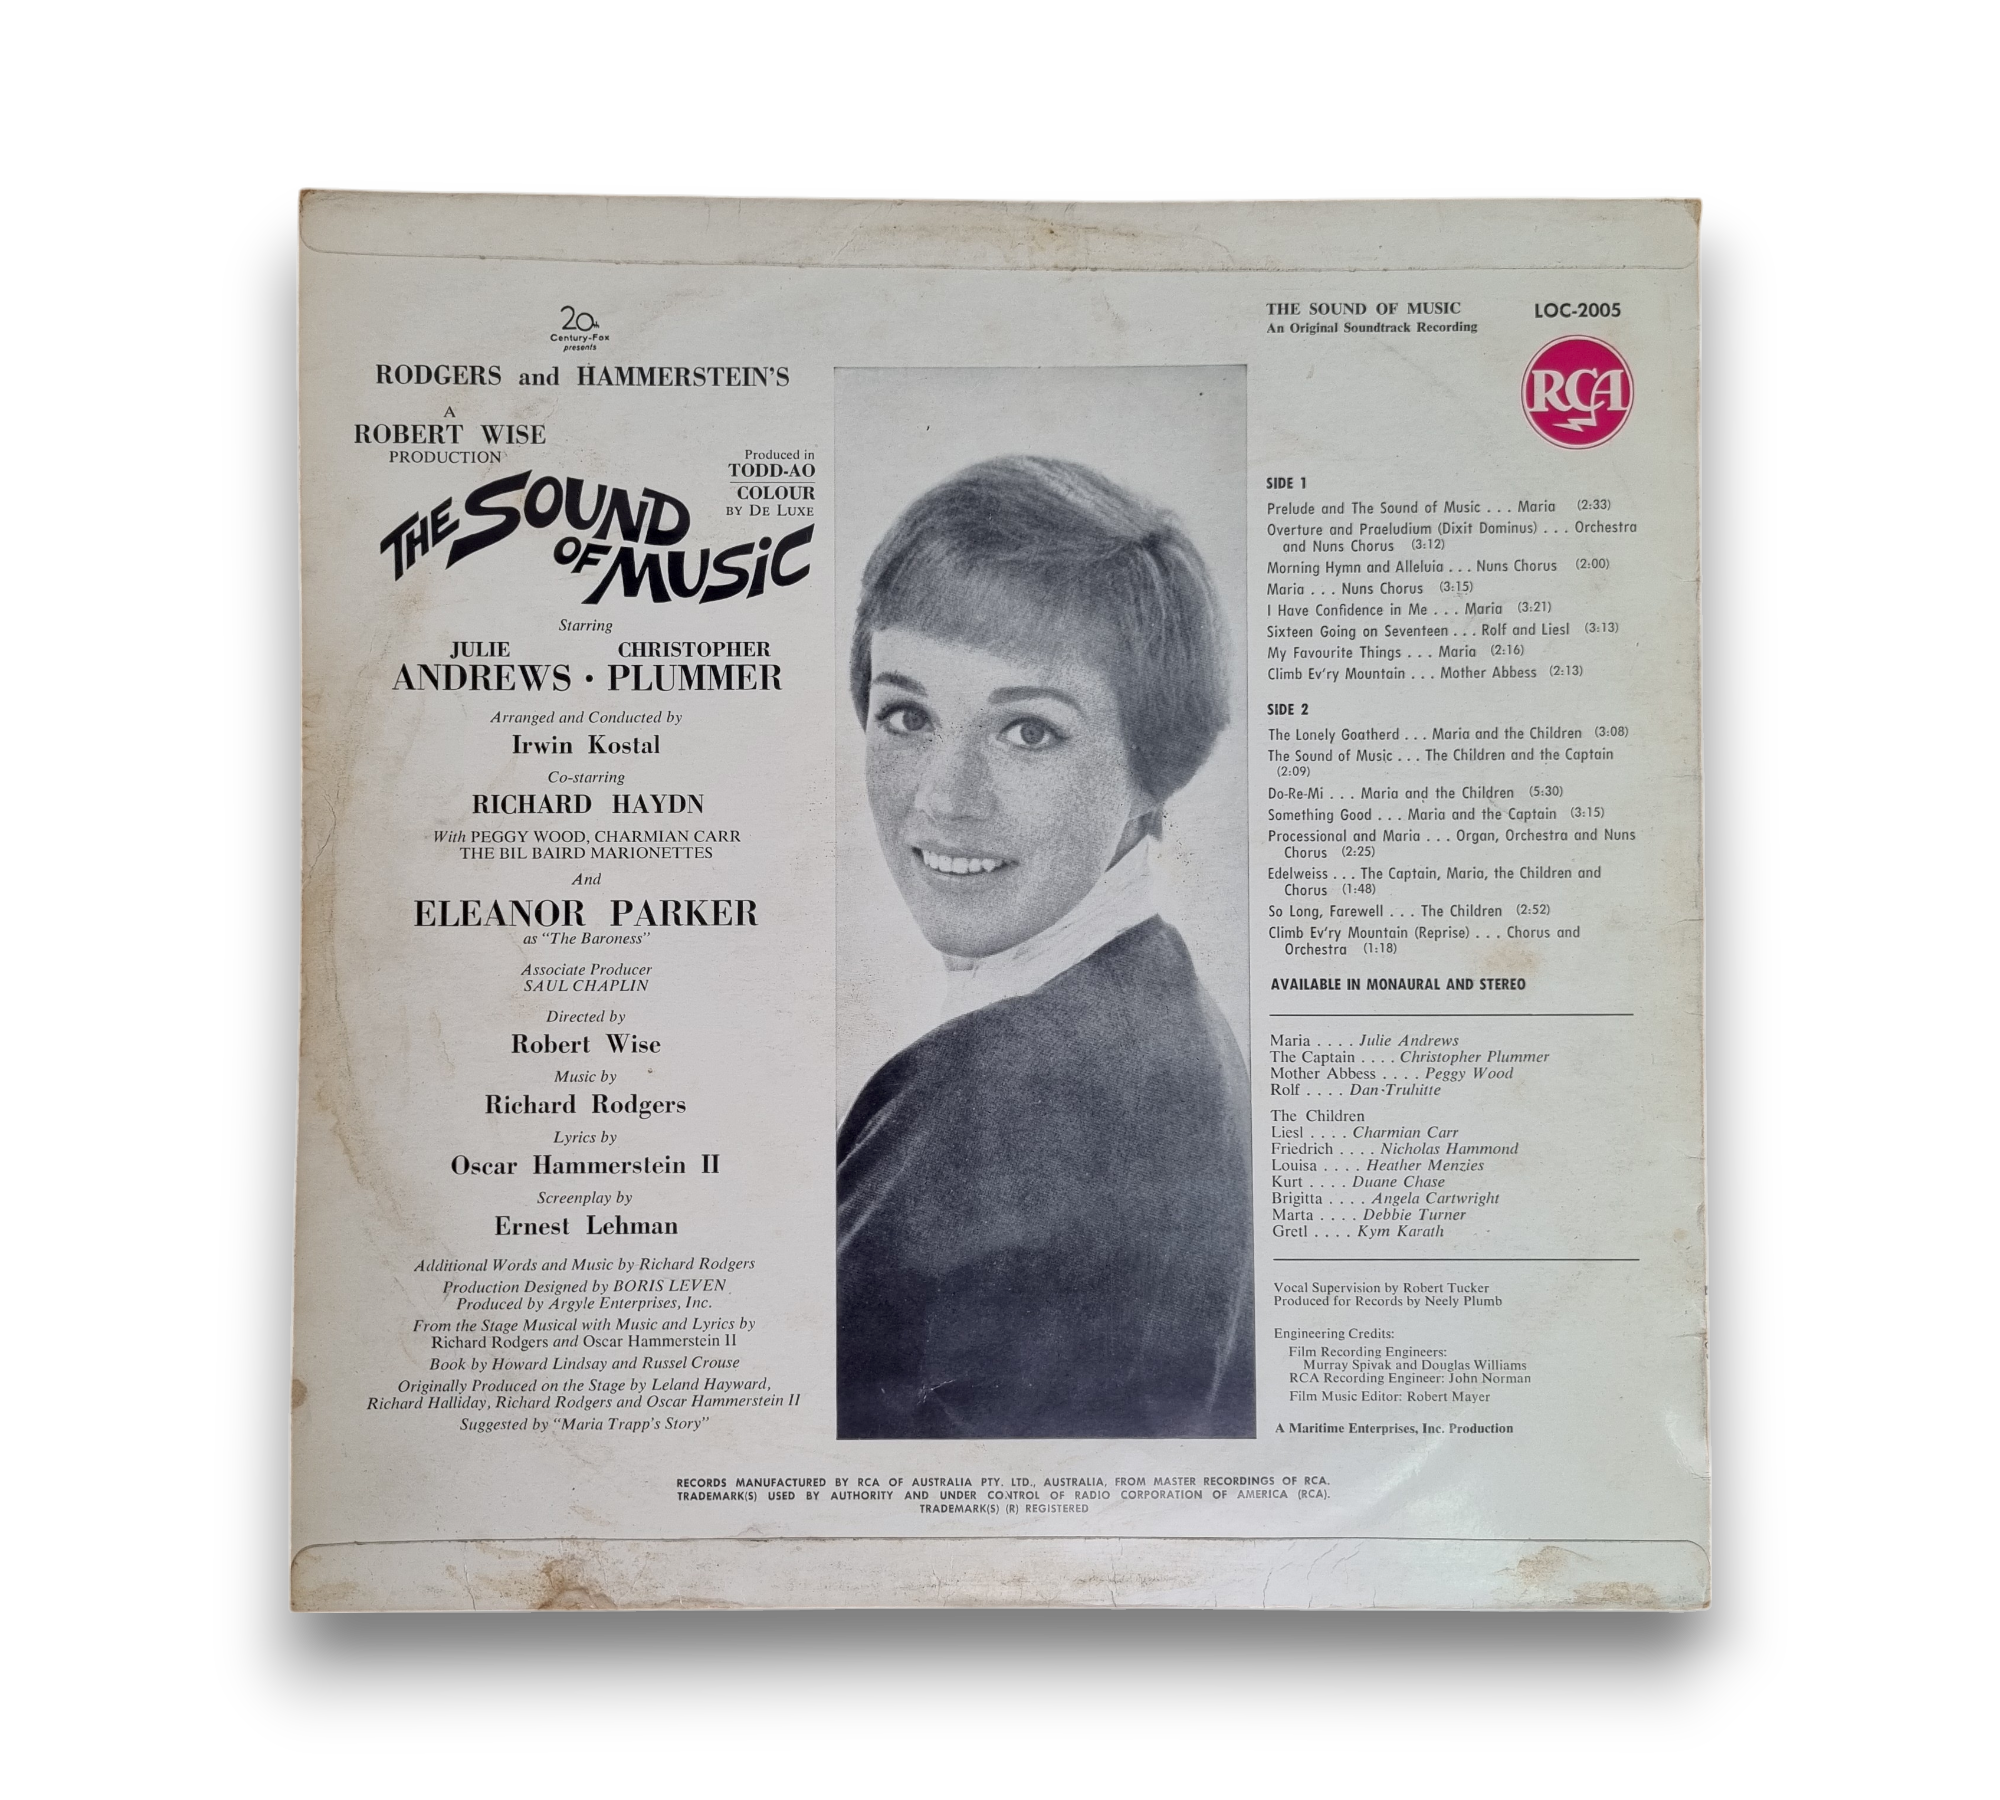 20th
Century-Fox
presents
RODGERS and HAMMERSTEIN'S
A
ROBERT WISE
PRODUCTION
Produced in
TODD-AO
COLOUR
BY DE LUXE
THE SOUND
OF MUSIC
Starring
JULIE CHRISTOPHER
ANDREWS • PLUMMER
Arranged and Conducted by
Irwin Kostal
Co-starring
RICHARD HAYDN
With PEGGY WOOD, CHARMIAN CARR
THE BIL BAIRD MARIONETTES
And
ELEANOR PARKER
as "The Baroness"
Associate Producer
SAUL CHAPLIN
Directed by
Robert Wise
Music by
Richard Rodgers
Lyrics by
Oscar Hammerstein II
Screenplay by
Ernest Lehman
Additional Words and Music by Richard Rodgers
Production Designed by BORIS LEVEN
Produced by Argyle Enterprises, Inc.
From the Stage Musical with Music and Lyrics by
Richard Rodgers and Oscar Hammerstein II
Book by Howard Lindsay and Russel Crouse
Originally Produced on the Stage by Leland Hayward,
Richard Halliday, Richard Rodgers and Oscar Hammerstein II
Suggested by "Maria Trapp's Story"
THE SOUND OF MUSIC LOC-2005
An Original Soundtrack Recording
RCA
SIDE 1
Prelude and The Sound of Music . . . Maria (2:33)
Overture and Praeludium (Dixit Dominus) . . . Orchestra
and Nuns Chorus (3:12)
Morning Hymn and Alleluia . . . Nuns Chorus (2:00)
Maria . . . Nuns Chorus (3:15)
I Have Confidence in Me . . . Maria (3:21)
Sixteen Going on Seventeen . . . Rolf and Liesl (3:13)
My Favourite Things . . . Maria (2:16)
Climb Ev'ry Mountain . . . Mother Abbess (2:13)
SIDE 2
The Lonely Goatherd . . . Maria and the Children (3:08)
The Sound of Music . . . The Children and the Captain
(2:09)
Do-Re-Mi . . . Maria and the Children (5:30)
Something Good . . . Maria and the Captain (3:15)
Processional and Maria . . . Organ, Orchestra and Nuns
Chorus (2:25)
Edelweiss . . . The Captain, Maria, the Children and
Chorus (1:48)
So Long, Farewell . . . The Children (2:52)
Climb Ev'ry Mountain (Reprise) . . . Chorus and
Orchestra (1:18)
AVAILABLE IN MONAURAL AND STEREO
Maria . . . . Julie Andrews
The Captain . . . . Christopher Plummer
Mother Abbess . . . . Peggy Wood
Rolf . . . . Dan Truhitte
The Children
Liesl . . . . Charmian Carr
Friedrich . . . . Nicholas Hammond
Louisa . . . . Heather Menzies
Kurt . . . . Duane Chase
Brigitta . . . . Angela Cartwright
Marta . . . . Debbie Turner
Gretl . . . . Kym Karath
Vocal Supervision by Robert Tucker
Produced for Records by Neely Plumb
Engineering Credits:
Film Recording Engineers:
Murray Spivak and Douglas Williams
RCA Recording Engineer: John Norman
Film Music Editor: Robert Mayer
A Maritime Enterprises, Inc. Production
RECORDS MANUFACTURED BY RCA OF AUSTRALIA PTY. LTD., AUSTRALIA, FROM MASTER RECORDINGS OF RCA.
TRADEMARK(S) USED BY AUTHORITY AND UNDER CONTROL OF RADIO CORPORATION OF AMERICA (RCA).
TRADEMARK(S) (R) REGISTERED